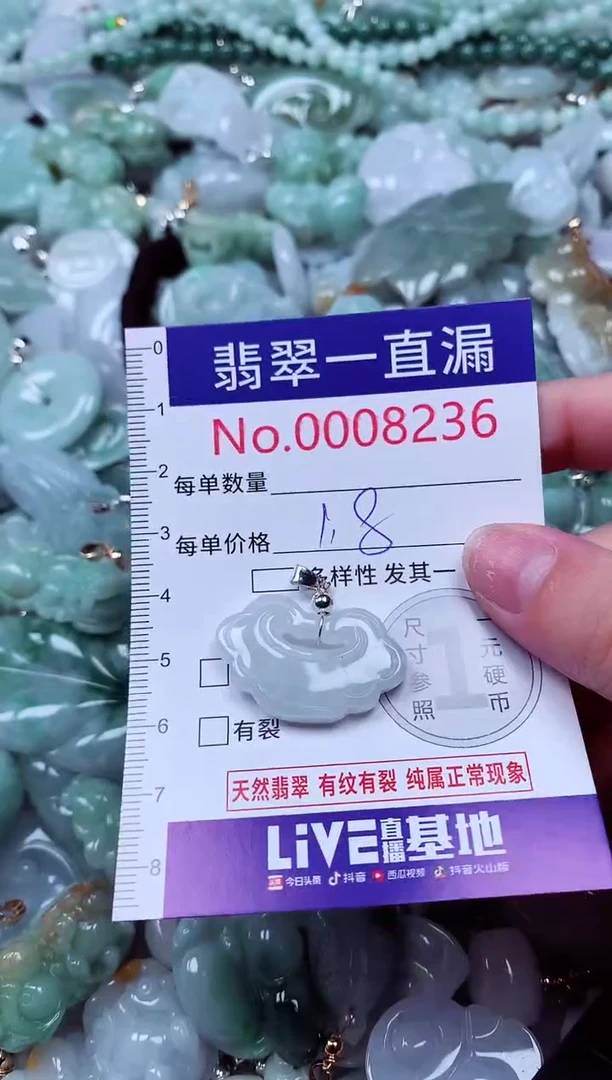 翡翠一直漏
No.0008236
每单数量
每单价格 1.8
多样性 发其一
尺寸参照 1 一元硬币
有裂
天然翡翠 有纹有裂 纯属正常现象
LiVE直播基地
今日头条 抖音 西瓜视频 抖音火山版
0
1
2
3
4
5
6
7
8